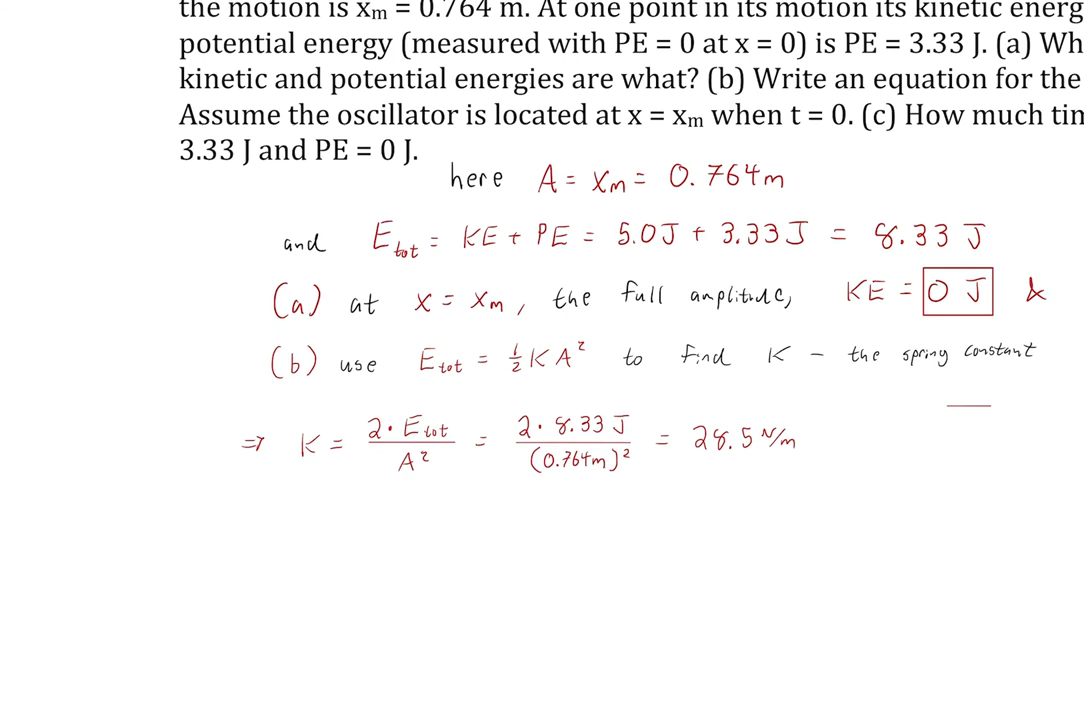 the motion is xm = 0.764 m. At one point in its motion its kinetic energ
potential energy (measured with PE = 0 at x = 0) is PE = 3.33 J. (a) Wh
kinetic and potential energies are what? (b) Write an equation for the
Assume the oscillator is located at x = xm when t = 0. (c) How much tim
3.33 J and PE = 0 J.
here A = xm = 0.764m
and Etot = KE + PE = 5.0J + 3.33J = 8.33 J
(a) at x = xm, the full amplitude, KE = 0 J &
(b) use Etot = 1/2 K A² to find K – the spring constant
⇒ K = 2·Etot / A² = 2·8.33 J / (0.764m)² = 28.5 N/m